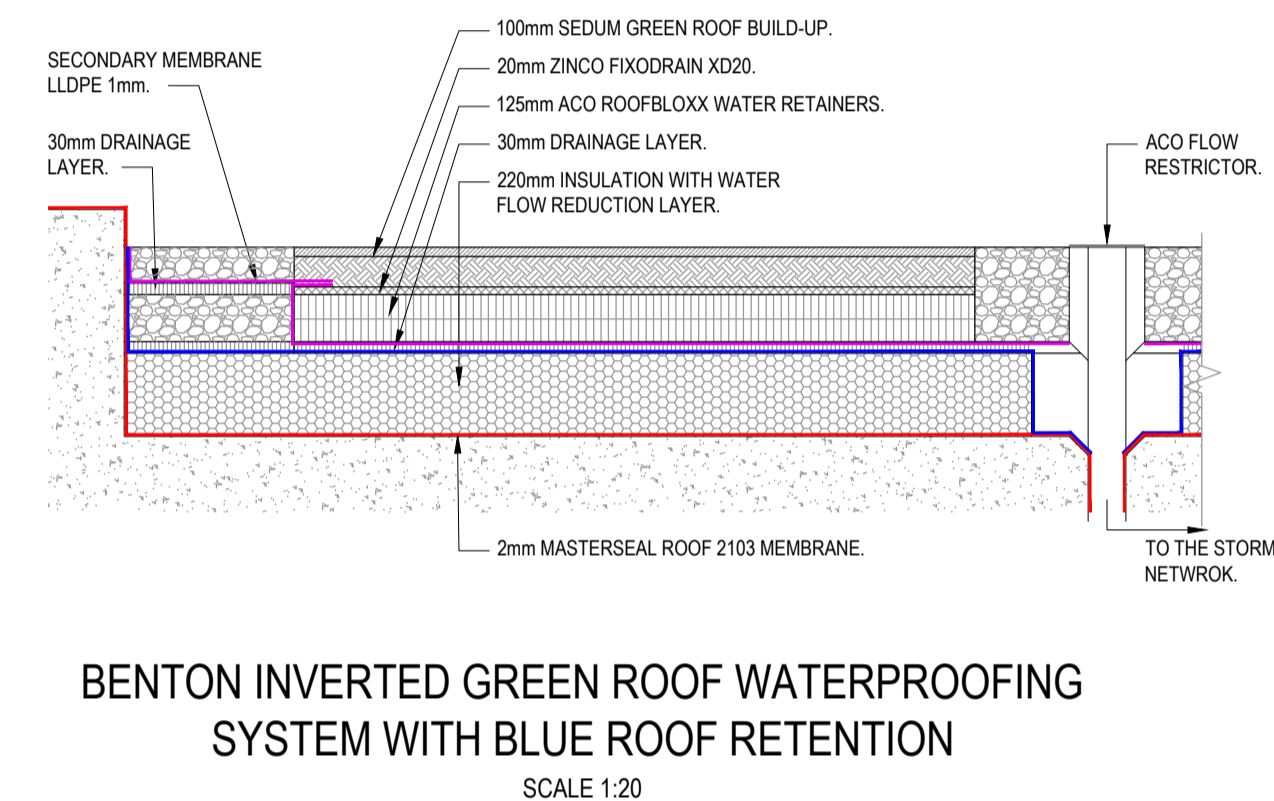 100mm SEDUM GREEN ROOF BUILD-UP.
SECONDARY MEMBRANE
LLDPE 1mm.
20mm ZINCO FIXODRAIN XD20.
125mm ACO ROOFBLOXX WATER RETAINERS.
30mm DRAINAGE
LAYER.
30mm DRAINAGE LAYER.
ACO FLOW
RESTRICTOR.
220mm INSULATION WITH WATER
FLOW REDUCTION LAYER.
2mm MASTERSEAL ROOF 2103 MEMBRANE.
TO THE STORM
NETWROK.
BENTON INVERTED GREEN ROOF WATERPROOFING
SYSTEM WITH BLUE ROOF RETENTION
SCALE 1:20